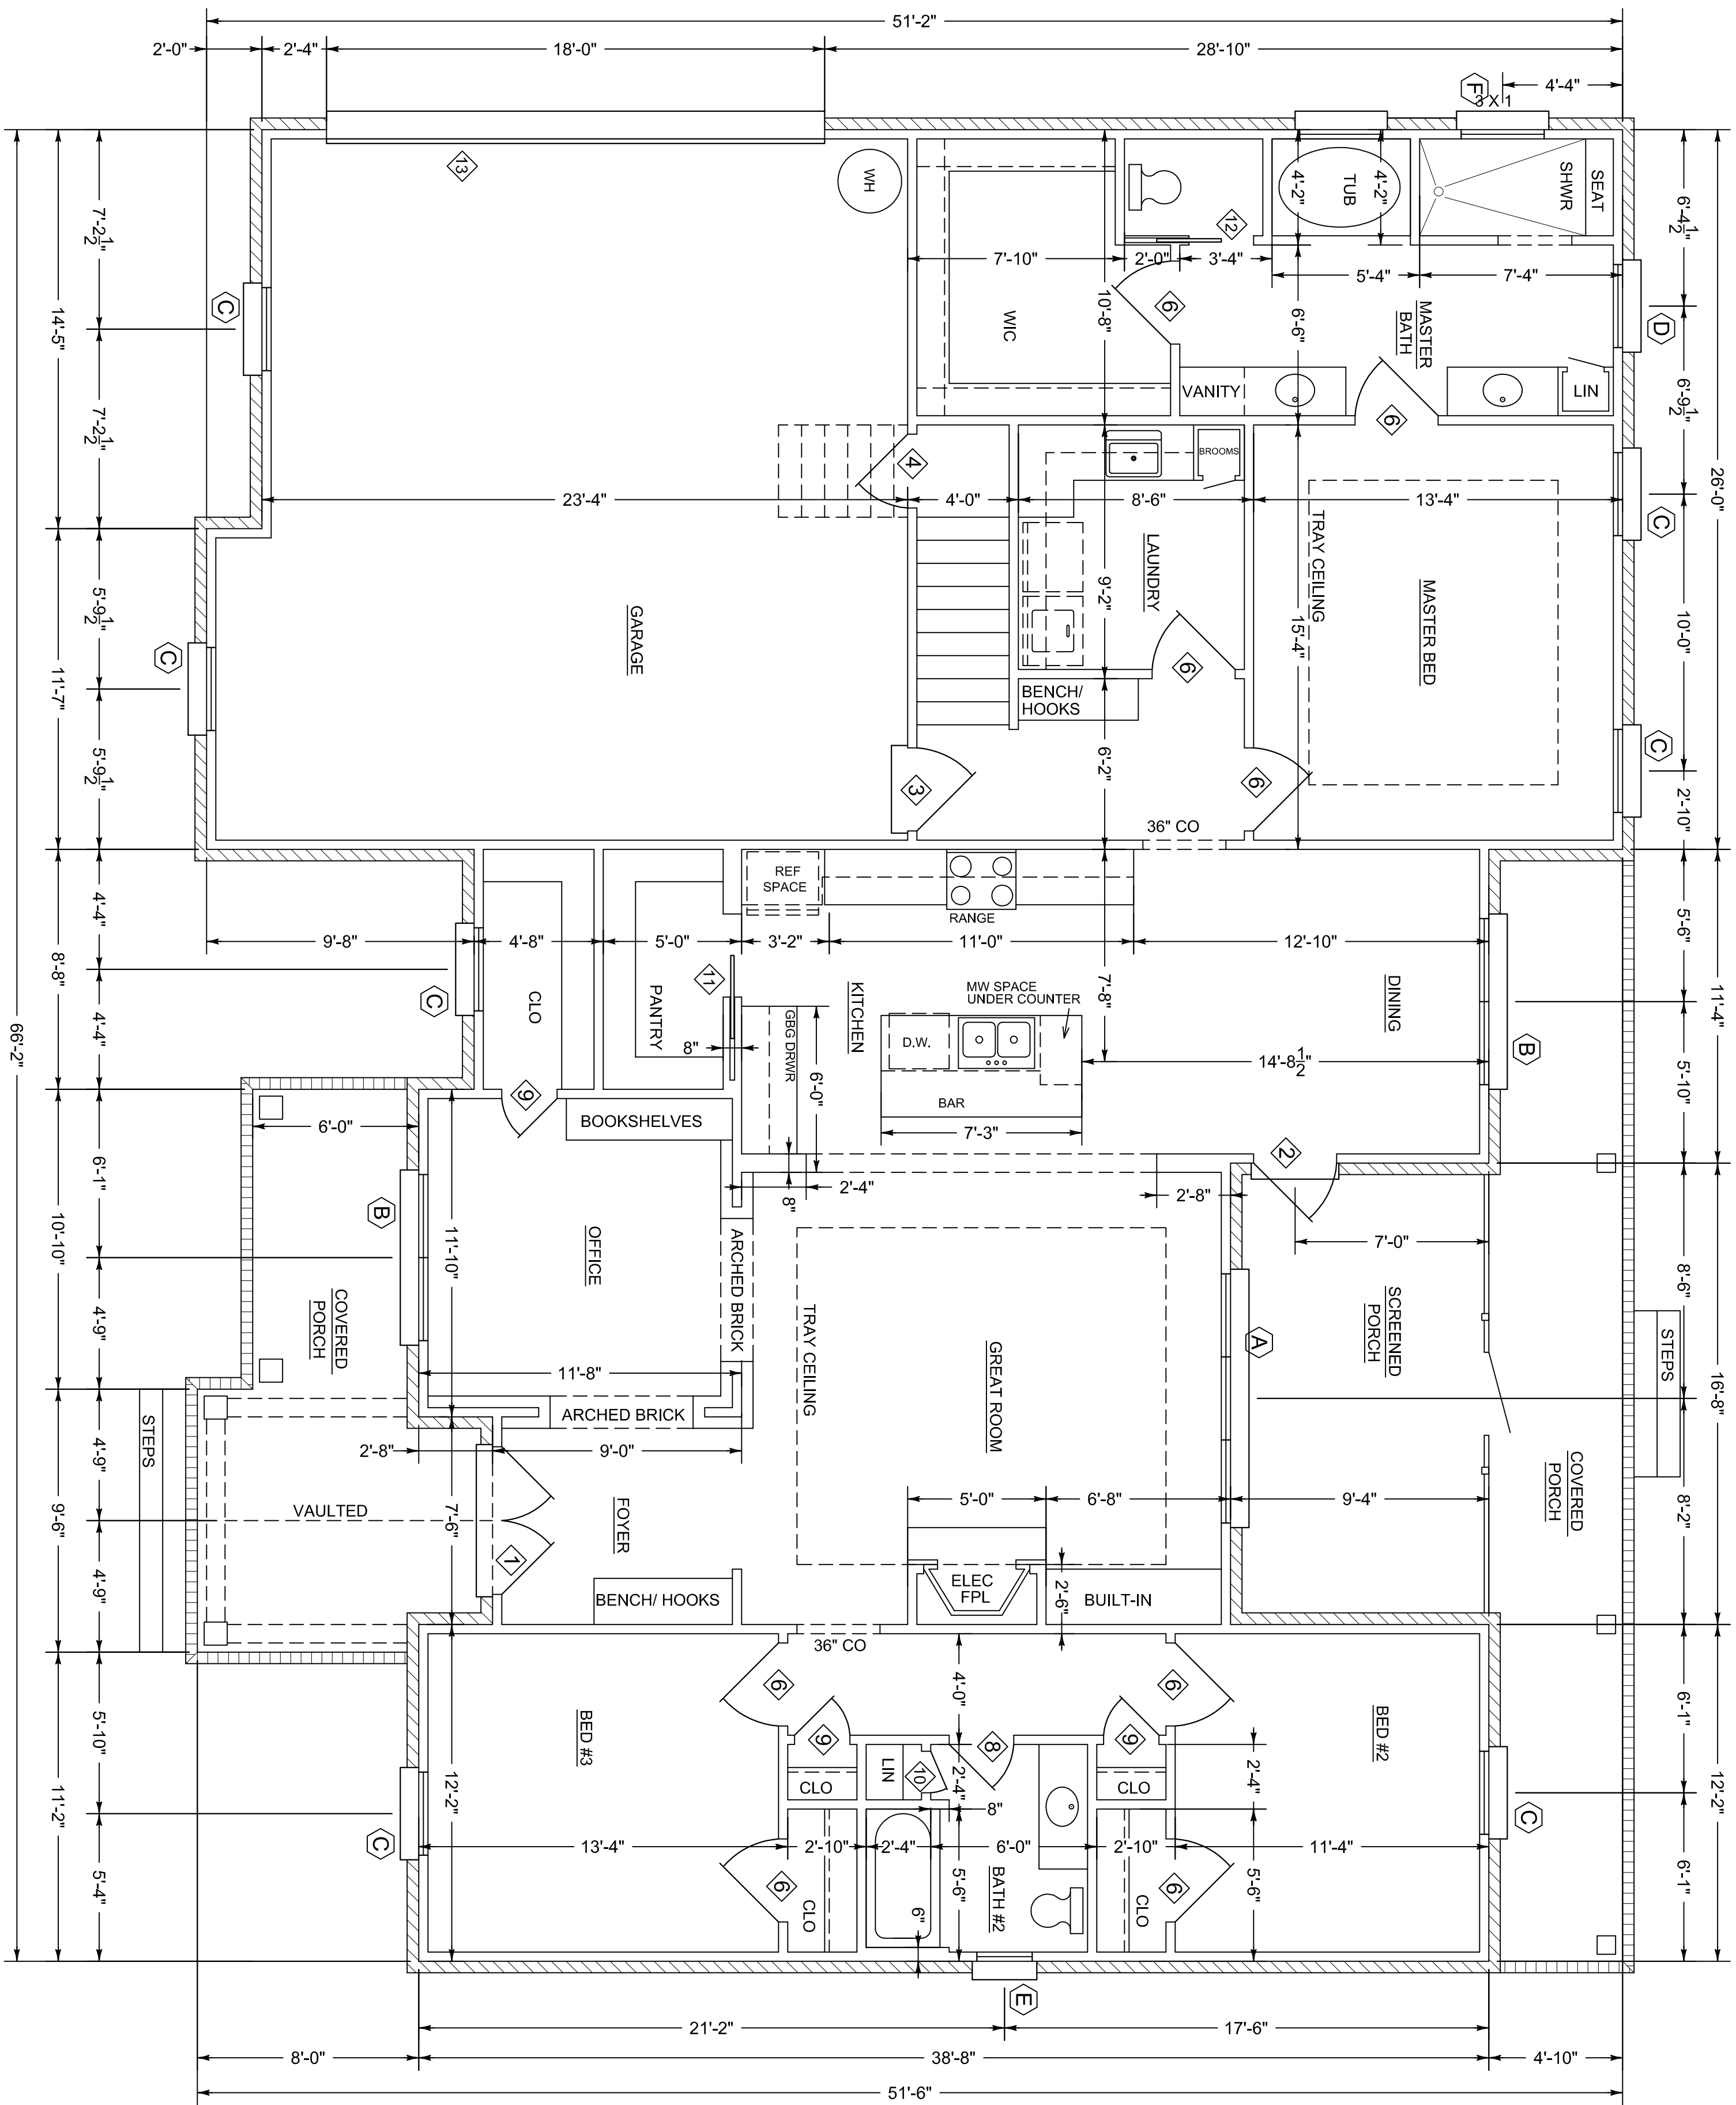 51'-2"
2'-0"
2'-4"
18'-0"
28'-10"
4'-4"
F
3 X 1
13
WH
4'-2"
TUB
4'-2"
SHWR
SEAT
6'-4 1/2"
26'-0"
7'-2 1/2"
14'-5"
C
7'-10"
2'-0"
12
3'-4"
5'-4"
7'-4"
WIC
10'-8"
6
6'-6"
MASTER
BATH
D
6'-9 1/2"
VANITY
LIN
6
7'-2 1/2"
4
BROOMS
23'-4"
4'-0"
8'-6"
13'-4"
TRAY CEILING
C
LAUNDRY
9'-2"
15'-4"
MASTER BED
10'-0"
5'-9 1/2"
11'-7"
C
GARAGE
6
BENCH/
HOOKS
6'-2"
6
3
C
2'-10"
5'-9 1/2"
36" CO
66'-2"
4'-4"
8'-8"
4'-4"
REF
SPACE
RANGE
9'-8"
4'-8"
5'-0"
3'-2"
11'-0"
12'-10"
5'-6"
11'-4"
C
CLO
PANTRY
11
8"
KITCHEN
GBG DRWR
6'-0"
MW SPACE
UNDER COUNTER
7'-8"
D.W.
14'-8 1/2"
DINING
B
5'-10"
BAR
7'-3"
9
BOOKSHELVES
6'-0"
6'-1"
10'-10"
4'-9"
B
11'-10"
OFFICE
8"
2'-4"
2'-8"
2
7'-0"
ARCHED BRICK
COVERED
PORCH
11'-8"
TRAY CEILING
GREAT ROOM
A
SCREENED
PORCH
STEPS
8'-6"
16'-8"
ARCHED BRICK
STEPS
4'-9"
9'-6"
4'-9"
2'-8"
9'-0"
VAULTED
7'-6"
1
FOYER
5'-0"
6'-8"
9'-4"
COVERED
PORCH
8'-2"
BENCH/ HOOKS
ELEC
FPL
2'-6"
BUILT-IN
36" CO
5'-10"
11'-2"
5'-4"
6
BED #3
9
4'-0"
8
9
6
BED #2
6'-1"
12'-2"
12'-2"
CLO
LIN
10
2'-4"
8"
CLO
2'-4"
C
13'-4"
2'-10"
2'-4"
6'-0"
2'-10"
11'-4"
C
6'-1"
6
CLO
5'-6"
BATH #2
6"
CLO
6
5'-6"
E
21'-2"
17'-6"
8'-0"
38'-8"
4'-10"
51'-6"